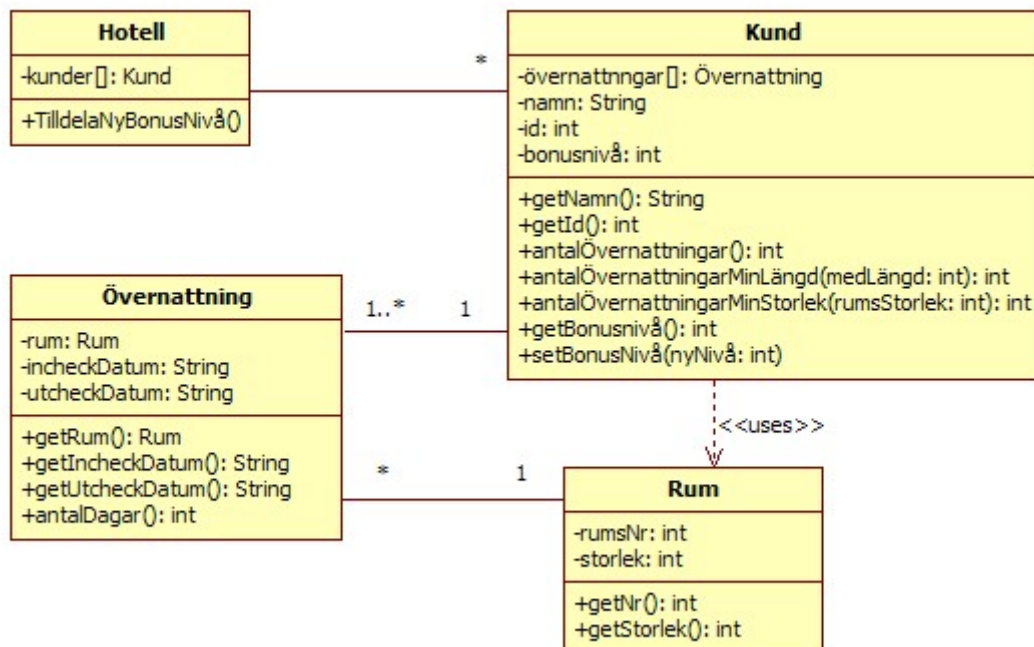 Hotell
-kunder[]: Kund
+TilldelaNyBonusNivå()
*
Kund
-övernattnngar[]: Övernattning
-namn: String
-id: int
-bonusnivå: int
+getNamn(): String
+getId(): int
+antalÖvernattningar(): int
+antalÖvernattningarMinLängd(medLängd: int): int
+antalÖvernattningarMinStorlek(rumsStorlek: int): int
+getBonusnivå(): int
+setBonusNivå(nyNivå: int)
Övernattning
-rum: Rum
-incheckDatum: String
-utcheckDatum: String
+getRum(): Rum
+getIncheckDatum(): String
+getUtcheckDatum(): String
+antalDagar(): int
1..* 1
<<uses>>
* 1
Rum
-rumsNr: int
-storlek: int
+getNr(): int
+getStorlek(): int